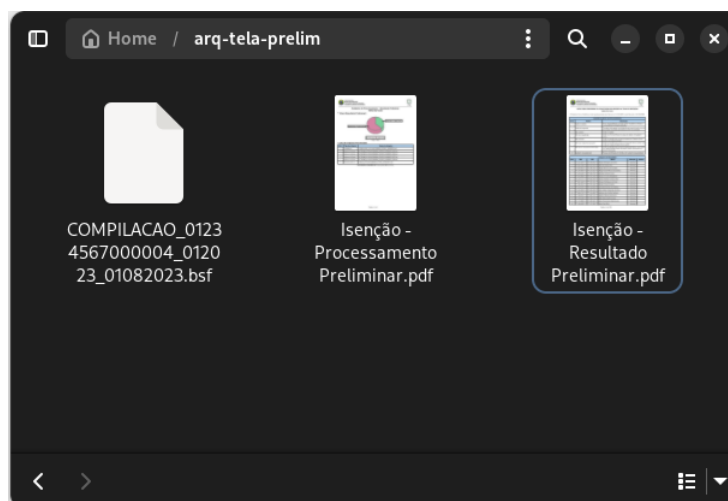 Home / arq-tela-prelim
COMPILACAO_0123
4567000004_0120
23_01082023.bsf
Isenção -
Processamento
Preliminar.pdf
Isenção -
Resultado
Preliminar.pdf